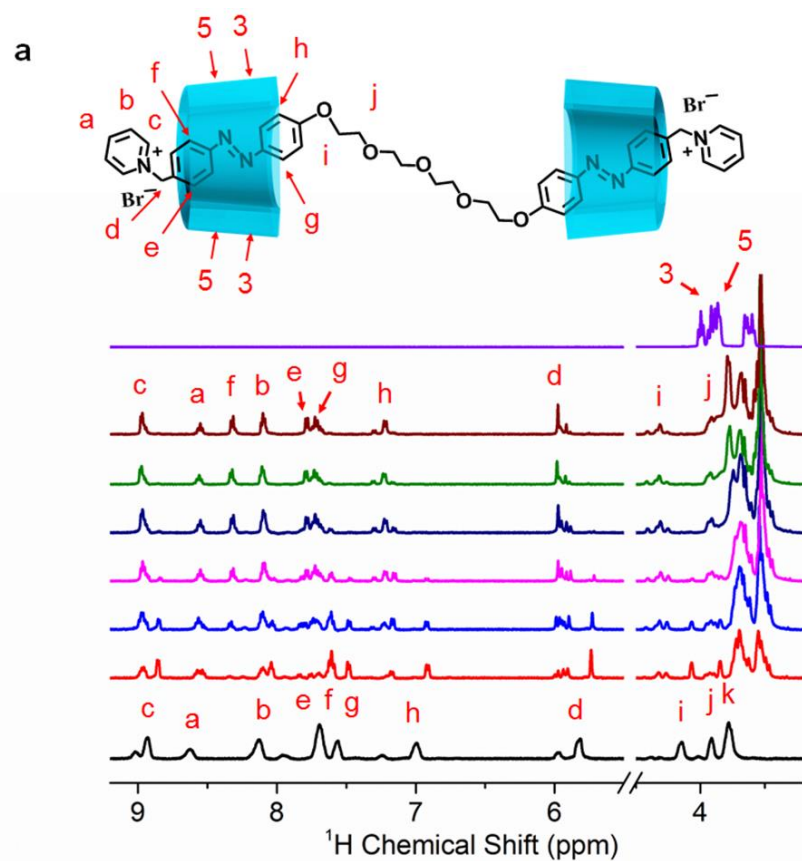 a
5 3
f h
Br⁻
b j
a c N N O
+ N
N
O O
i
Br⁻ O N N
+
d e g O O
5 3
5
3
c a f b e g h d i j
c a b e f g h d i j k
9 8 7 6 4
¹H Chemical Shift (ppm)